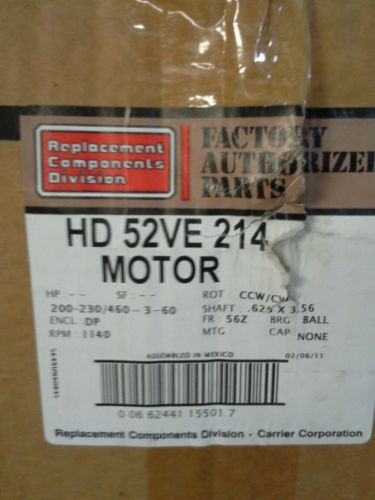 Replacement
Components
Division
FACTORY
AUTHORIZED
PARTS
HD 52VE 214
MOTOR
HP : - -
SF : - -
ROT : CCW/CW
200-230/460-3-60
SHAFT : .625 X 3.56
ENCL : DP
FR : 56Z BRG BALL
RPM : 1140
MTG : CAP NONE
ASSEMBLED IN MEXICO
02/06/11
0 06 62441 15501 7
Replacement Components Division - Carrier Corporation